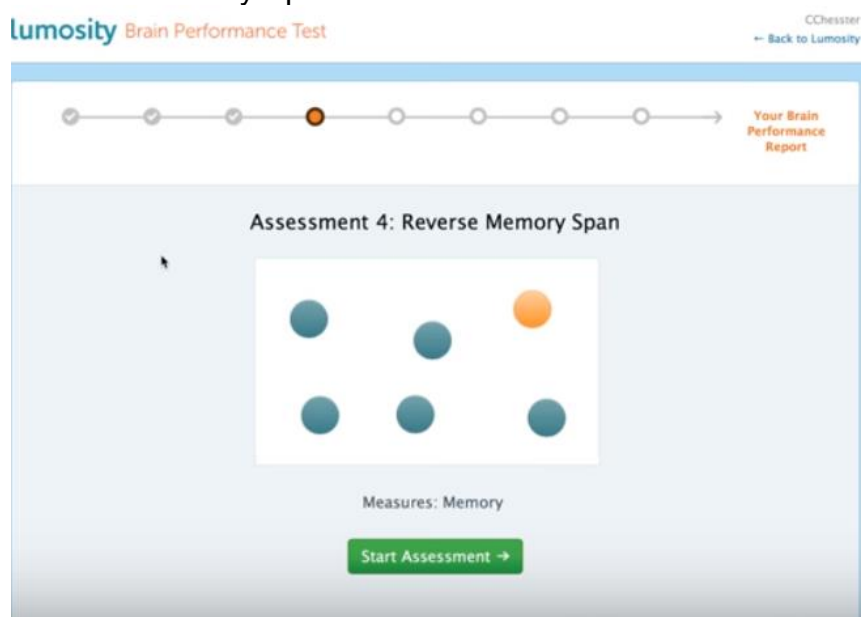 lumosity Brain Performance Test
CChesster
← Back to Lumosity
Your Brain
Performance
Report
Assessment 4: Reverse Memory Span
Measures: Memory
Start Assessment →